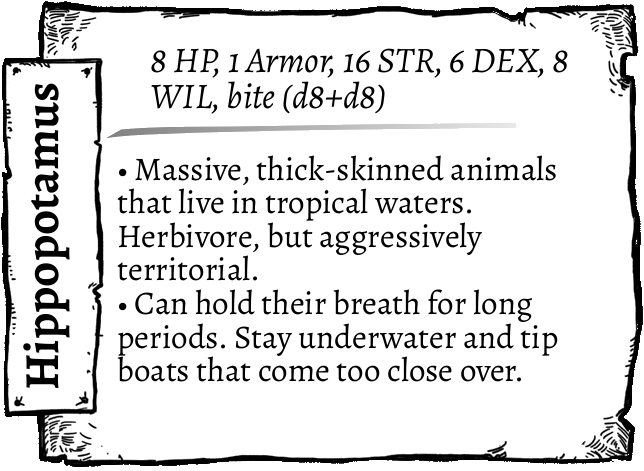 Hippopotamus
8 HP, 1 Armor, 16 STR, 6 DEX, 8
WIL, bite (d8+d8)
• Massive, thick-skinned animals
that live in tropical waters.
Herbivore, but aggressively
territorial.
• Can hold their breath for long
periods. Stay underwater and tip
boats that come too close over.